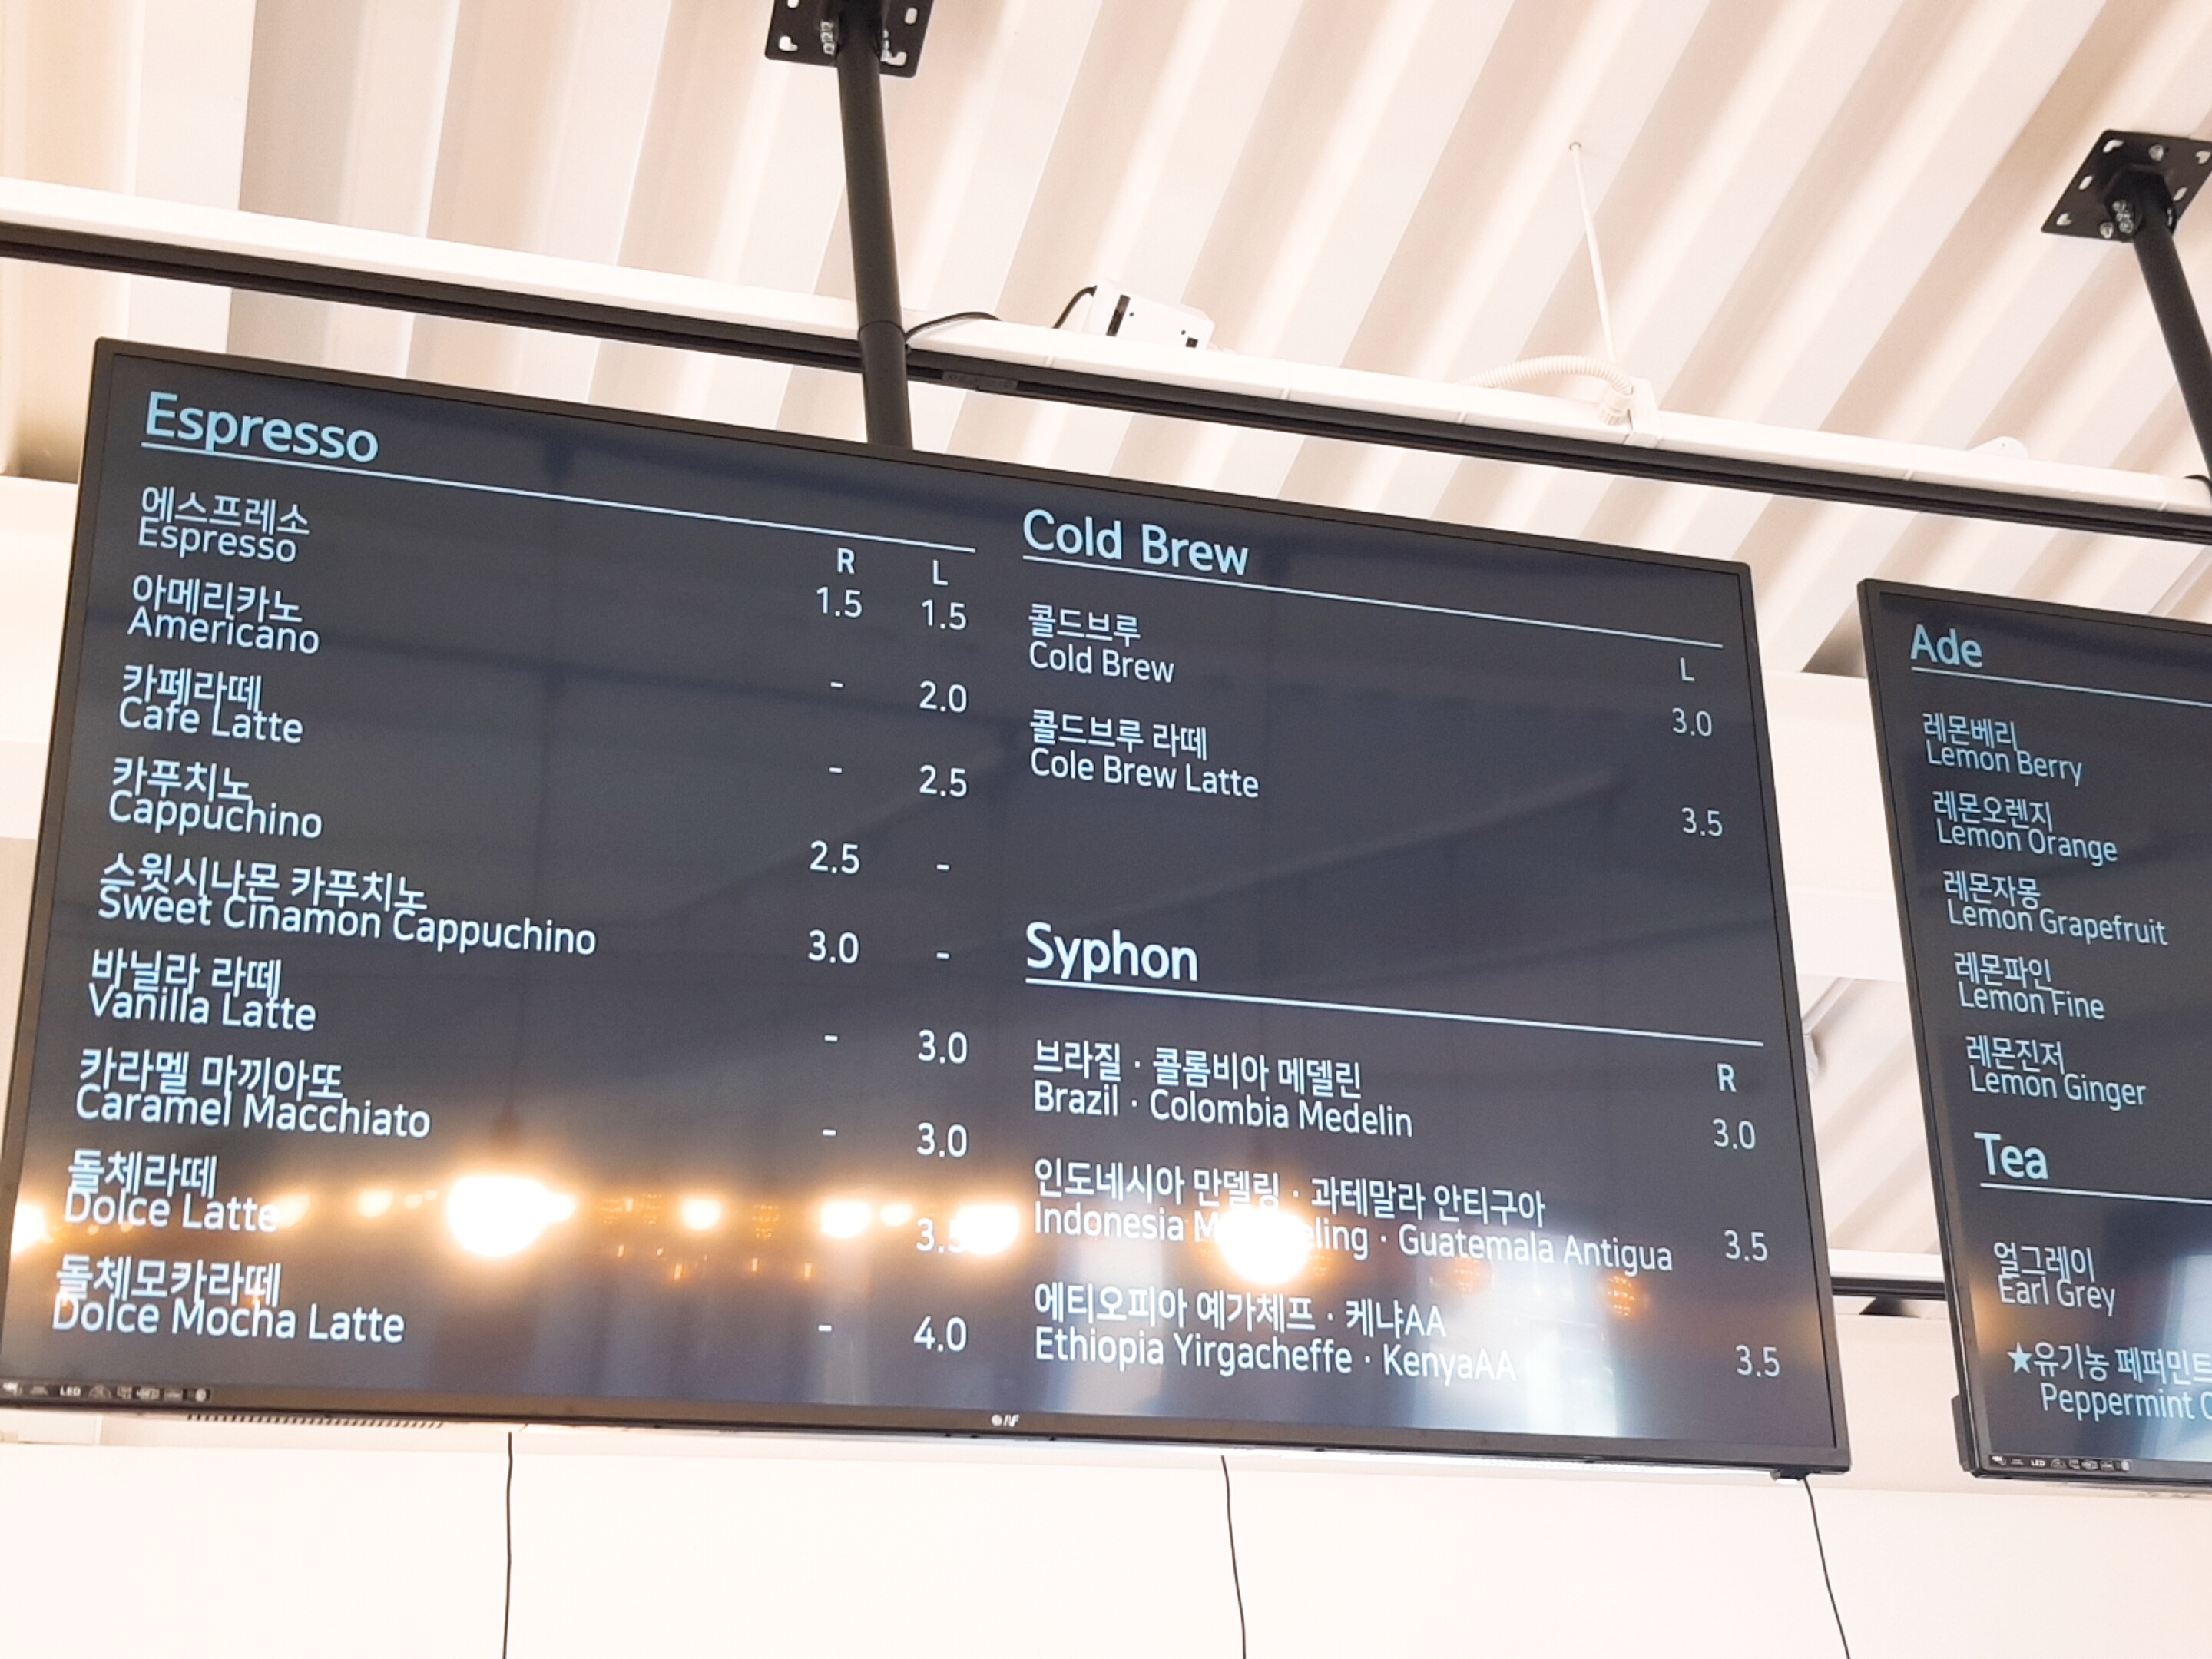 Espresso
R L
에스프레소 1.5 1.5
Espresso
아메리카노 - 2.0
Americano
카페라떼 - 2.5
Cafe Latte
카푸치노 2.5 -
Cappuchino
스윗시나몬 카푸치노 3.0 -
Sweet Cinamon Cappuchino
바닐라 라떼 - 3.0
Vanilla Latte
카라멜 마끼아또 - 3.0
Caramel Macchiato
돌체라떼
Dolce Latte
돌체모카라떼 - 4.0
Dolce Mocha Latte
Cold Brew
L
콜드브루 3.0
Cold Brew
콜드브루 라떼 3.5
Cole Brew Latte
Syphon
R
브라질 · 콜롬비아 메델린 3.0
Brazil · Colombia Medelin
인도네시아 만델링 · 과테말라 안티구아 3.5
Indonesia · Guatemala Antigua
에티오피아 예가체프 · 케냐AA 3.5
Ethiopia Yirgacheffe · KenyaAA
Ade
레몬베리
Lemon Berry
레몬오렌지
Lemon Orange
레몬자몽
Lemon Grapefruit
레몬파인
Lemon Fine
레몬진저
Lemon Ginger
Tea
얼그레이
Earl Grey
★유기농 페퍼민트
Peppermint